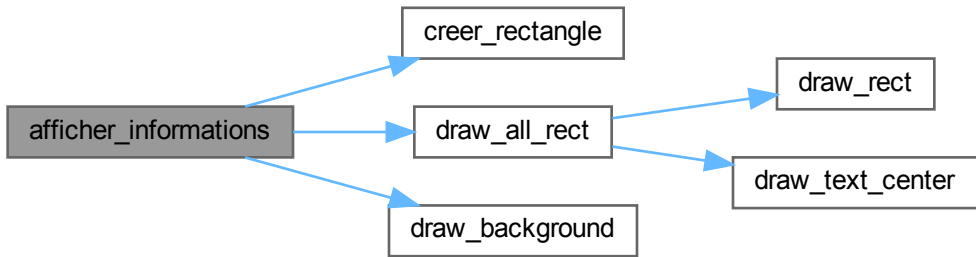 creer_rectangle
draw_rect
afficher_informations
draw_all_rect
draw_text_center
draw_background